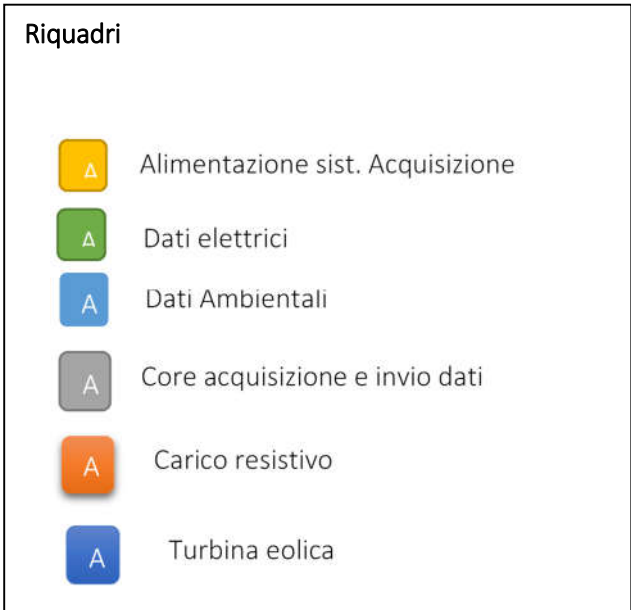 Riquadri
A Alimentazione sist. Acquisizione
A Dati elettrici
A Dati Ambientali
A Core acquisizione e invio dati
A Carico resistivo
A Turbina eolica